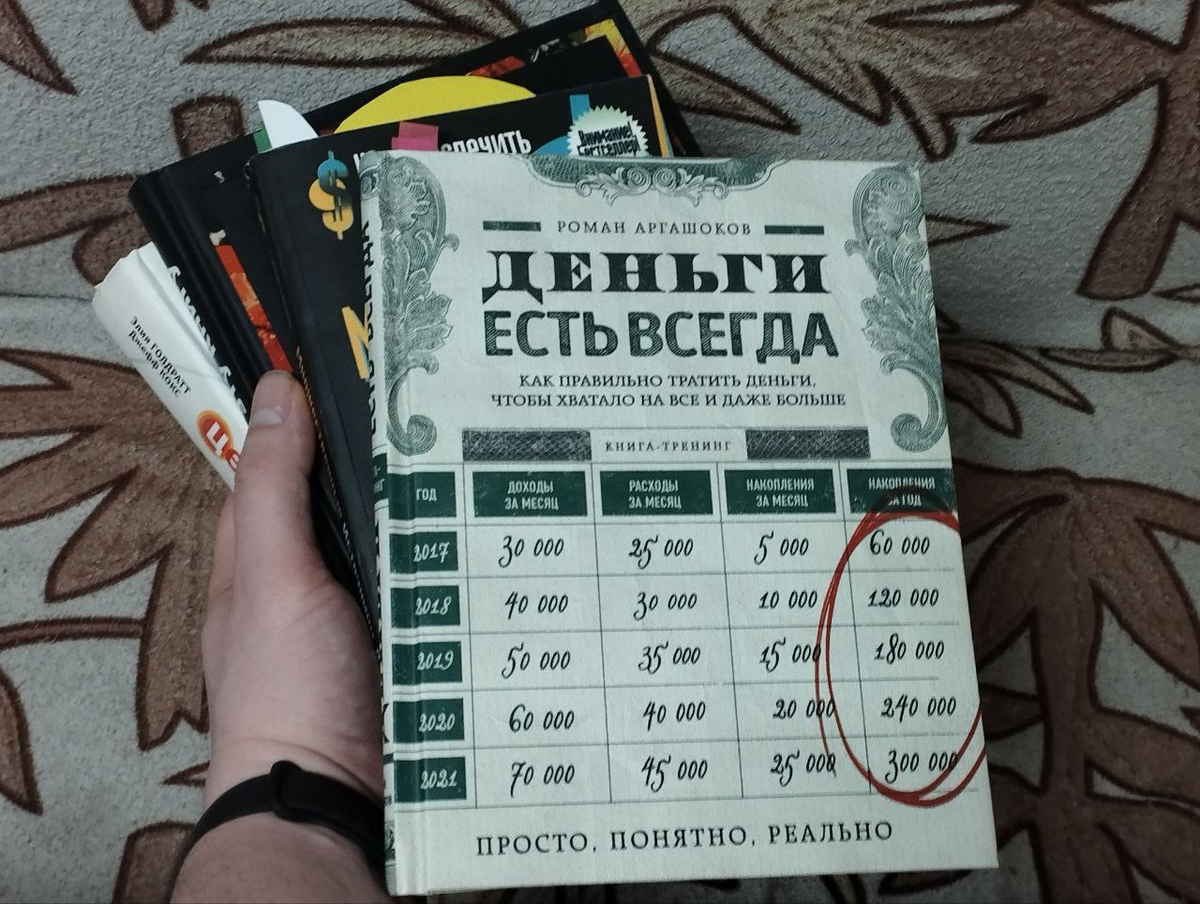 Внимание!
Бестселлер!
$
РОМАН АРГАШОКОВ
ДЕНЬГИ
ЕСТЬ ВСЕГДА
КАК ПРАВИЛЬНО ТРАТИТЬ ДЕНЬГИ,
ЧТОБЫ ХВАТАЛО НА ВСЕ И ДАЖЕ БОЛЬШЕ
КНИГА-ТРЕНИНГ
ГОД ДОХОДЫ ЗА МЕСЯЦ РАСХОДЫ ЗА МЕСЯЦ НАКОПЛЕНИЯ ЗА МЕСЯЦ НАКОПЛЕНИЯ ЗА ГОД
2017 30 000 25 000 5 000 60 000
2018 40 000 30 000 10 000 120 000
2019 50 000 35 000 15 000 180 000
2020 60 000 40 000 20 000 240 000
2021 70 000 45 000 25 000 300 000
ПРОСТО, ПОНЯТНО, РЕАЛЬНО
Элия ГОЛДРАТТ
Джефф КОКС